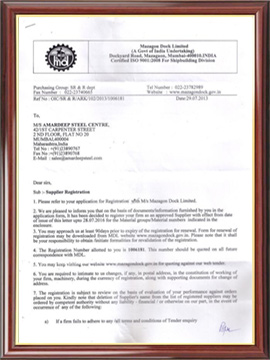 Mazagon Dock Limited
(A Govt of India Undertaking)
Dockyard Road, Mazagaon, Mumbai-400010.INDIA
Certified ISO 9001:2008 For Shipbuilding Division
Purchasing Group: SR & R dept
Fax Number : 022-23740665
Tel Number : 022-23782989
Website : www.mazagondock.gov.in
Ref No : OIC/SR & R/ARK/102/2013/1006181
Date :29.07.2013
To,
M/S AMARDEEP STEEL CENTRE,
42/1ST CARPENTER STREET
2 ND FLOOR, FLAT NO 20
MUMBAI,400004
Maharashtra,India
Tel no :
Fax no :
E-Mail : sales@amardeepsteel.com
Dear sirs,
Sub :- Supplier Registration
1. Please refer to your application for Registration with M/s Mazagon Dock Limited.
2. We are pleased to inform you that on the basis of documents/information furnished by you in the
application form, It has been decided to register your firm as an approved Supplier with effect from date
of issue of this letter upto 28.07.2016 for the Material groups/Material numbers indicated in the
enclosure.
3. You may approach us at least 90days prior to expiry of the registration for renewal. Form for renewal of
registration may be downloaded from MDL website www.mazagondock.gov.in. Please note that it shall
be your responsibility to obtain fairisms formalities for revalidation of the registration.
4. The Registration Number allotted to you is 1006181. This number should be quoted on all future
correspondence with MDL.
5. You may long visiting our website www.mazagondock.gov.in for quoting against our web tender.
6. You are required to intimate us on changes, if any, in postal address, in the constitution of working of
your firm, machinery, during the currency of registration, along with supporting documents for change of
address.
7. The registration is subject to review on the basis of evaluation of your performance against orders
placed on you. Kindly note that deletion of Supplier's name from the list of registered suppliers may be
ordered by competent authority without any liability - financial or otherwise on our part, in the event of
occurrence of any of the following :
a) If a firm fails to adhere to any terms and conditions of Tender enquiry